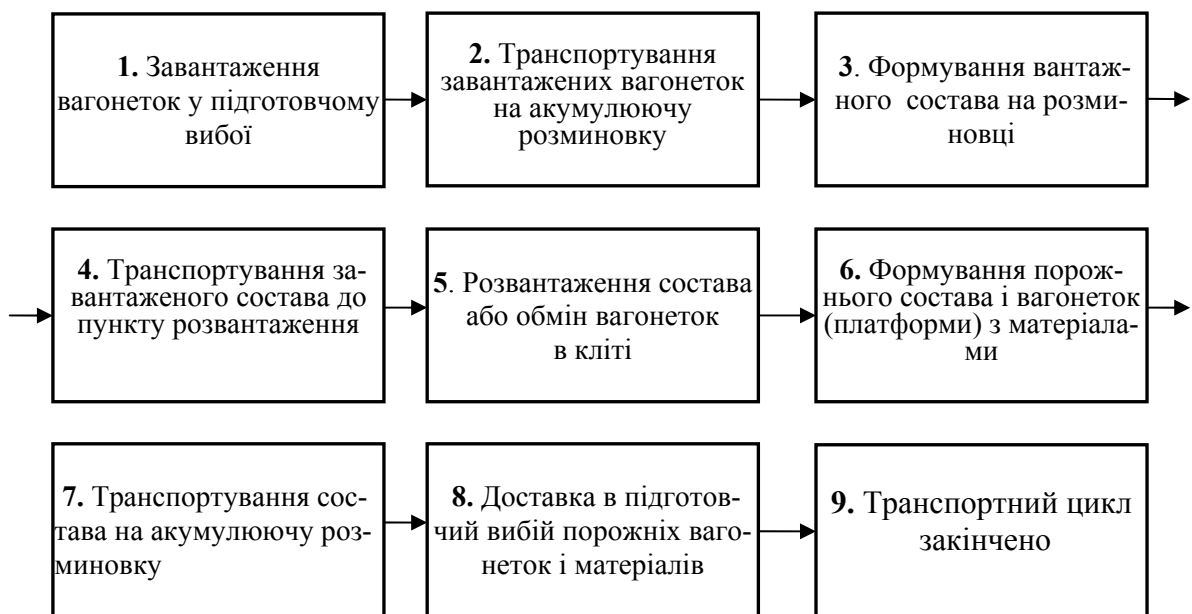 1. Завантаження
вагонеток у підготовчому
вибої
2. Транспортування
завантажених вагонеток
на акумулюючу
розминовку
3. Формування вантаж-
ного состава на розми-
новці
4. Транспортування за-
вантаженого состава до
пункту розвантаження
5. Розвантаження состава
або обмін вагонеток
в кліті
6. Формування порож-
нього состава і вагонеток
(платформи) з матеріала-
ми
7. Транспортування сос-
тава на акумулюючу роз-
миновку
8. Доставка в підготов-
чий вибій порожніх ваго-
неток і матеріалів
9. Транспортний цикл
закінчено